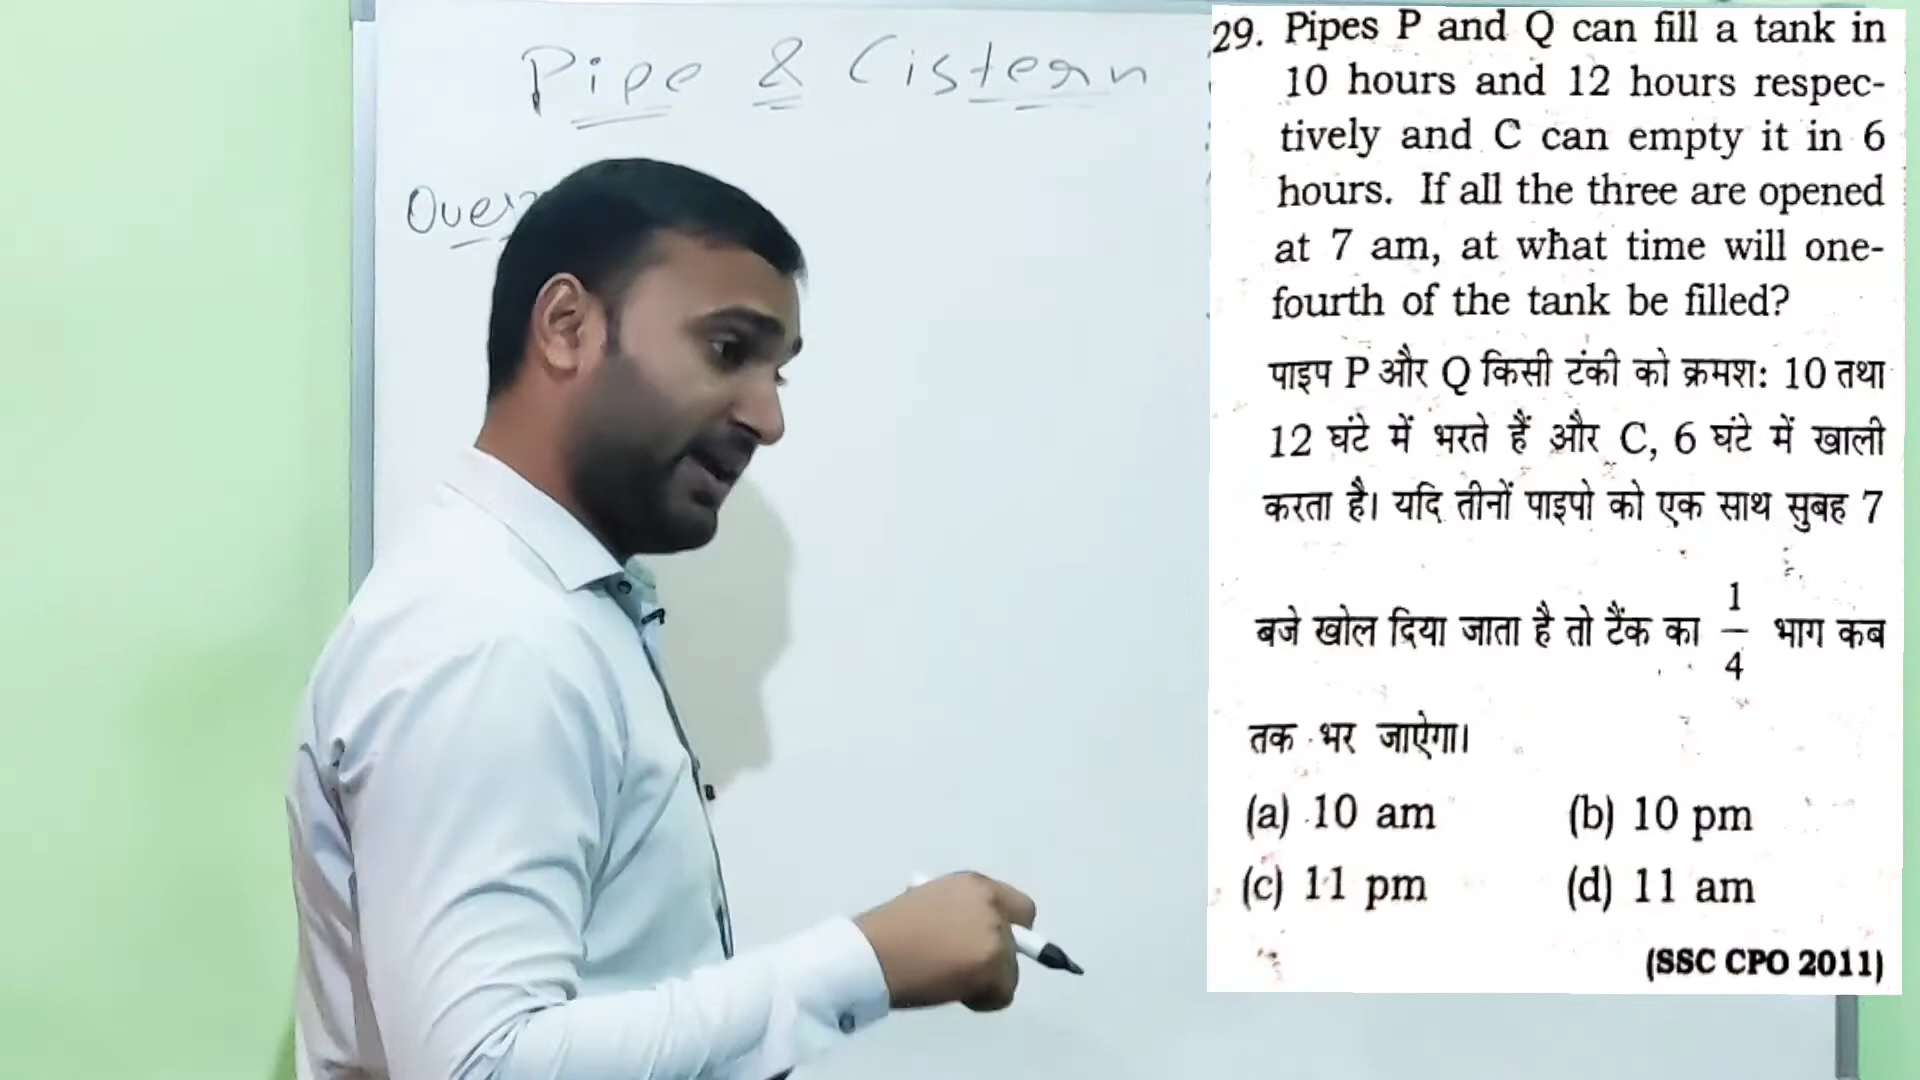 Pipe & Cistern
29. Pipes P and Q can fill a tank in
10 hours and 12 hours respec-
tively and C can empty it in 6
hours. If all the three are opened
at 7 am, at what time will one-
fourth of the tank be filled?
पाइप P और Q किसी टंकी को क्रमश: 10 तथा
12 घंटे में भरते हैं और C, 6 घंटे में खाली
करता है। यदि तीनों पाइपो को एक साथ सुबह 7
बजे खोल दिया जाता है तो टैंक का 1/4 भाग कब
तक भर जाऐगा।
(a) 10 am (b) 10 pm
(c) 11 pm (d) 11 am
(SSC CPO 2011)